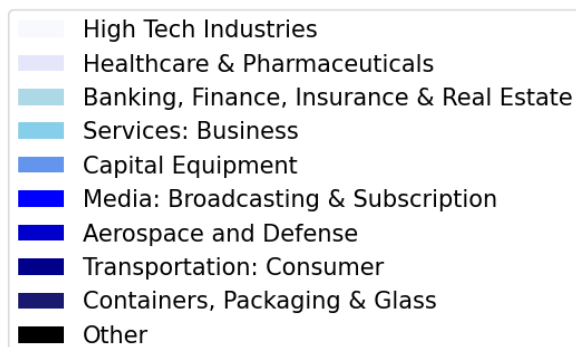 High Tech Industries
Healthcare & Pharmaceuticals
Banking, Finance, Insurance & Real Estate
Services: Business
Capital Equipment
Media: Broadcasting & Subscription
Aerospace and Defense
Transportation: Consumer
Containers, Packaging & Glass
Other